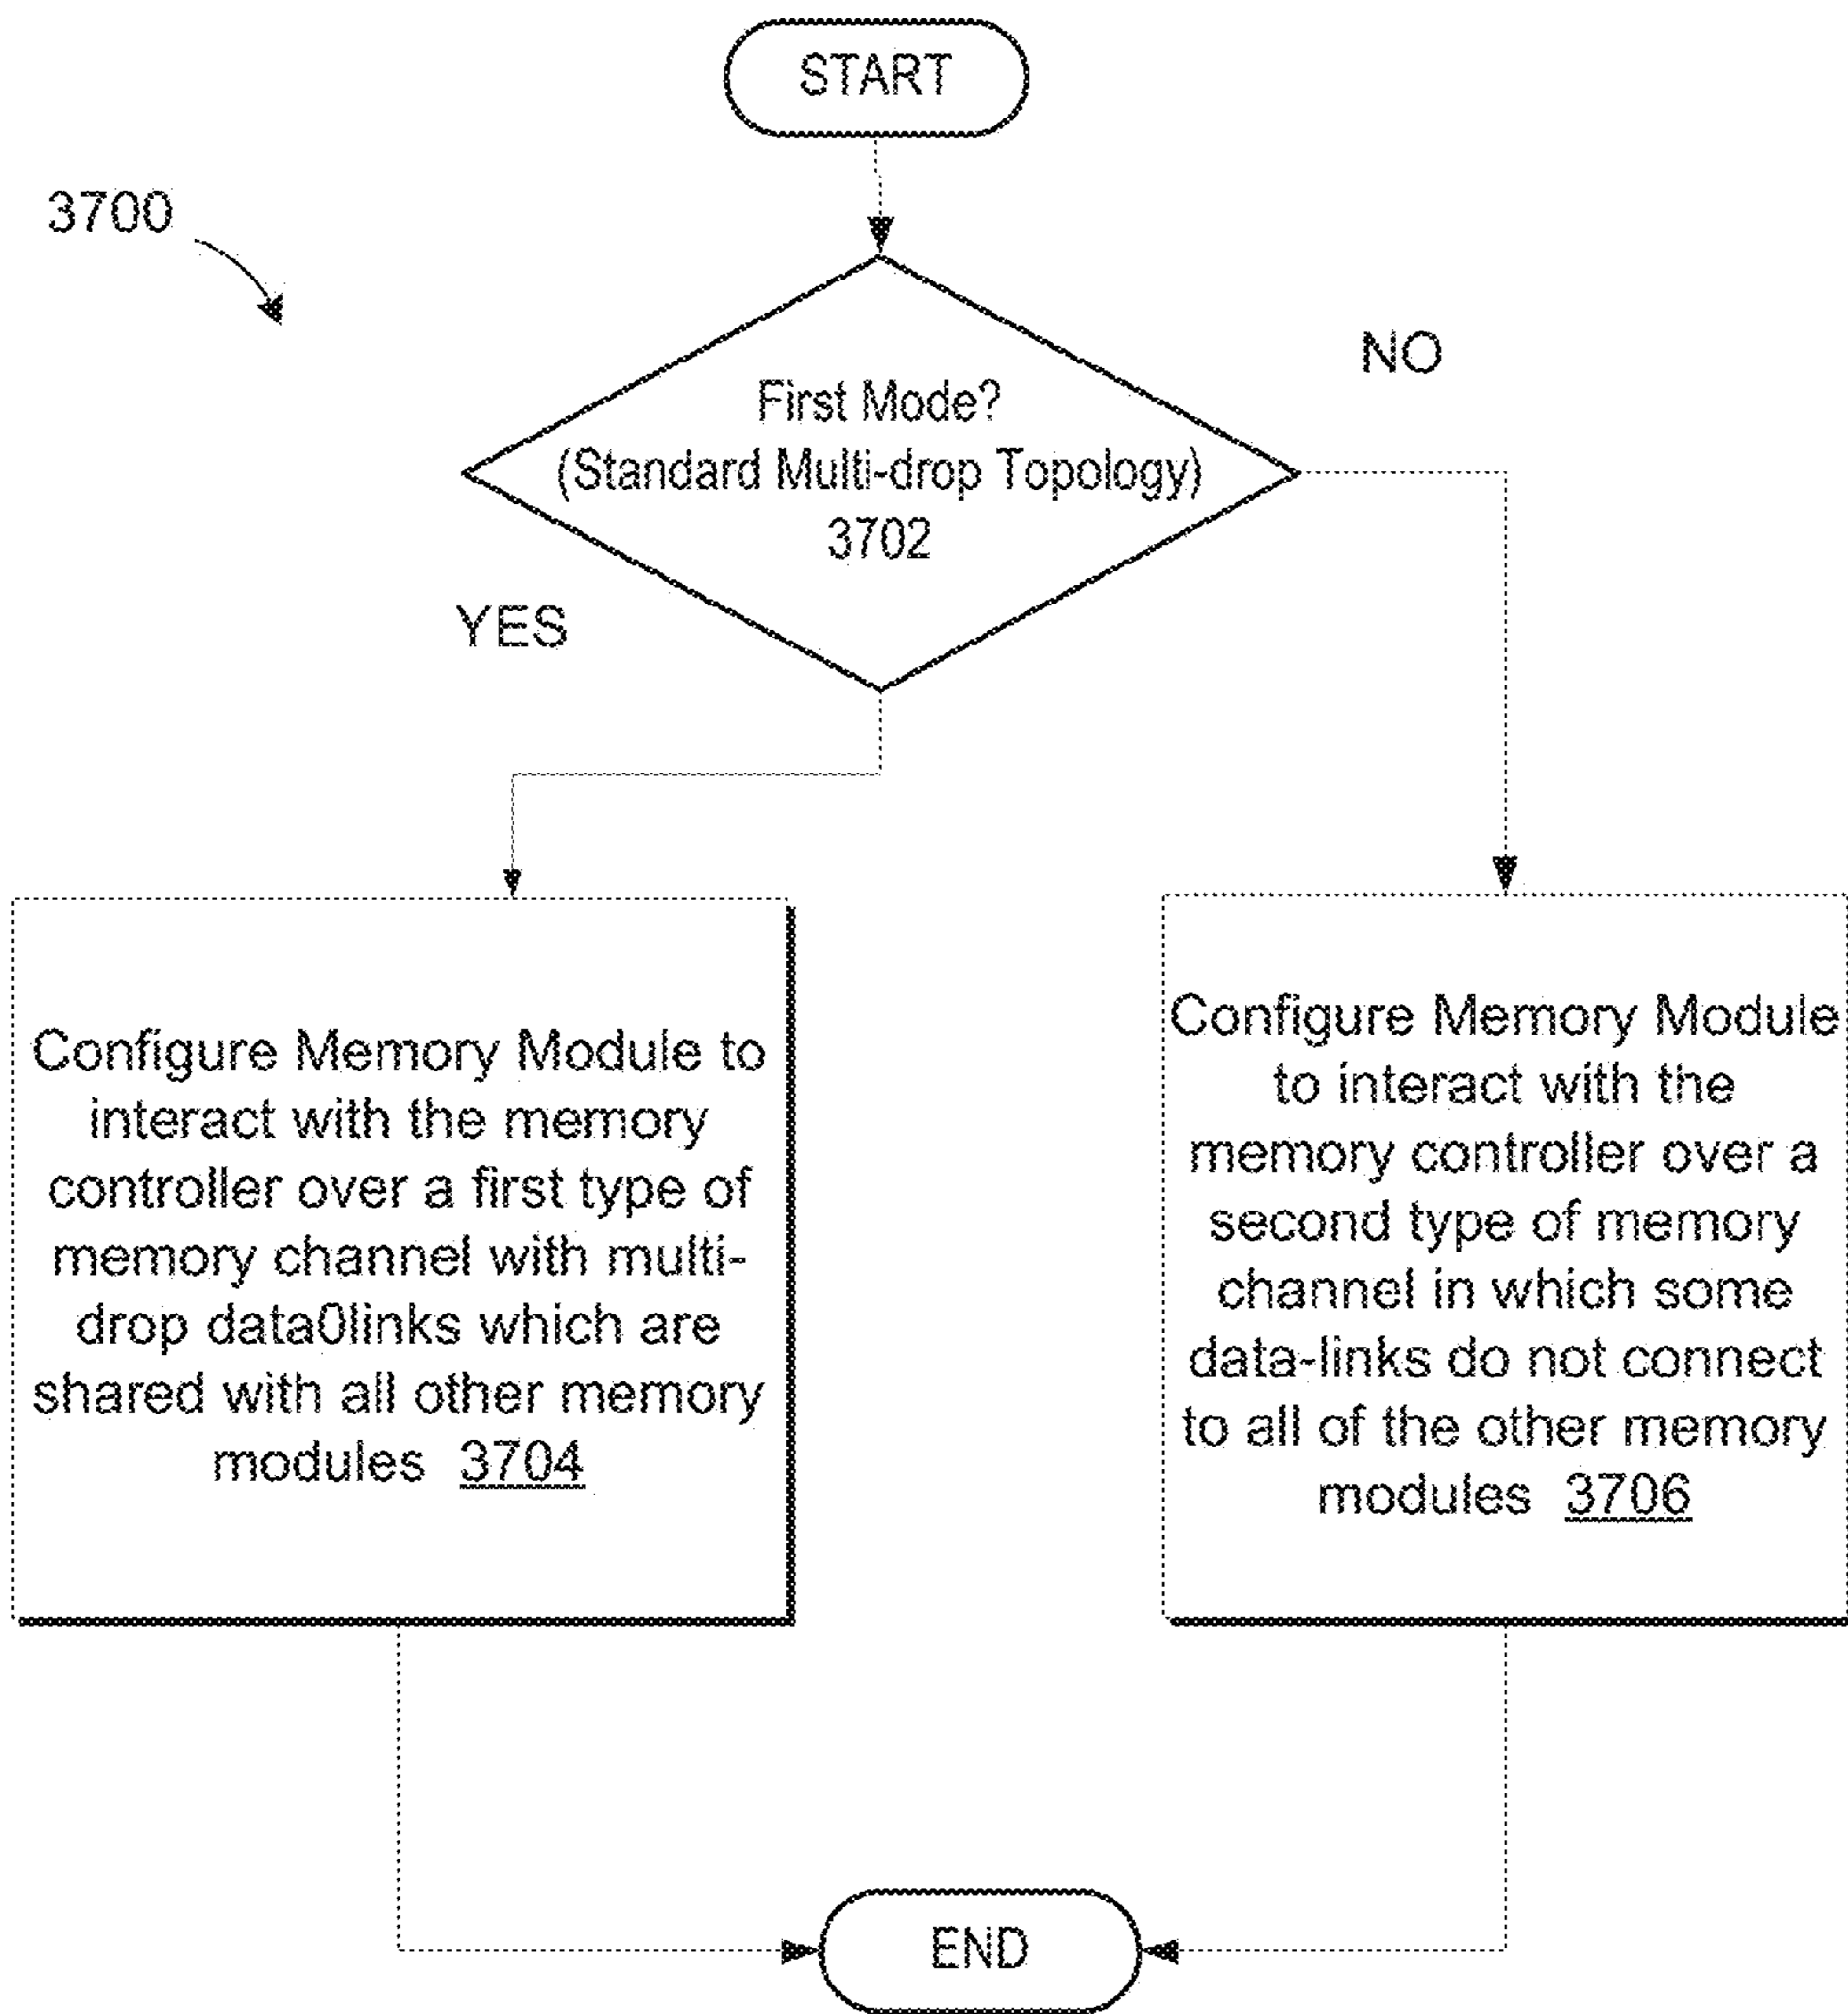 START
3700
First Mode?
(Standard Multi-drop Topology)
3702
NO
YES
Configure Memory Module to
interact with the memory
controller over a first type of
memory channel with multi-
drop data0links which are
shared with all other memory
modules 3704
Configure Memory Module
to interact with the
memory controller over a
second type of memory
channel in which some
data-links do not connect
to all of the other memory
modules 3706
END